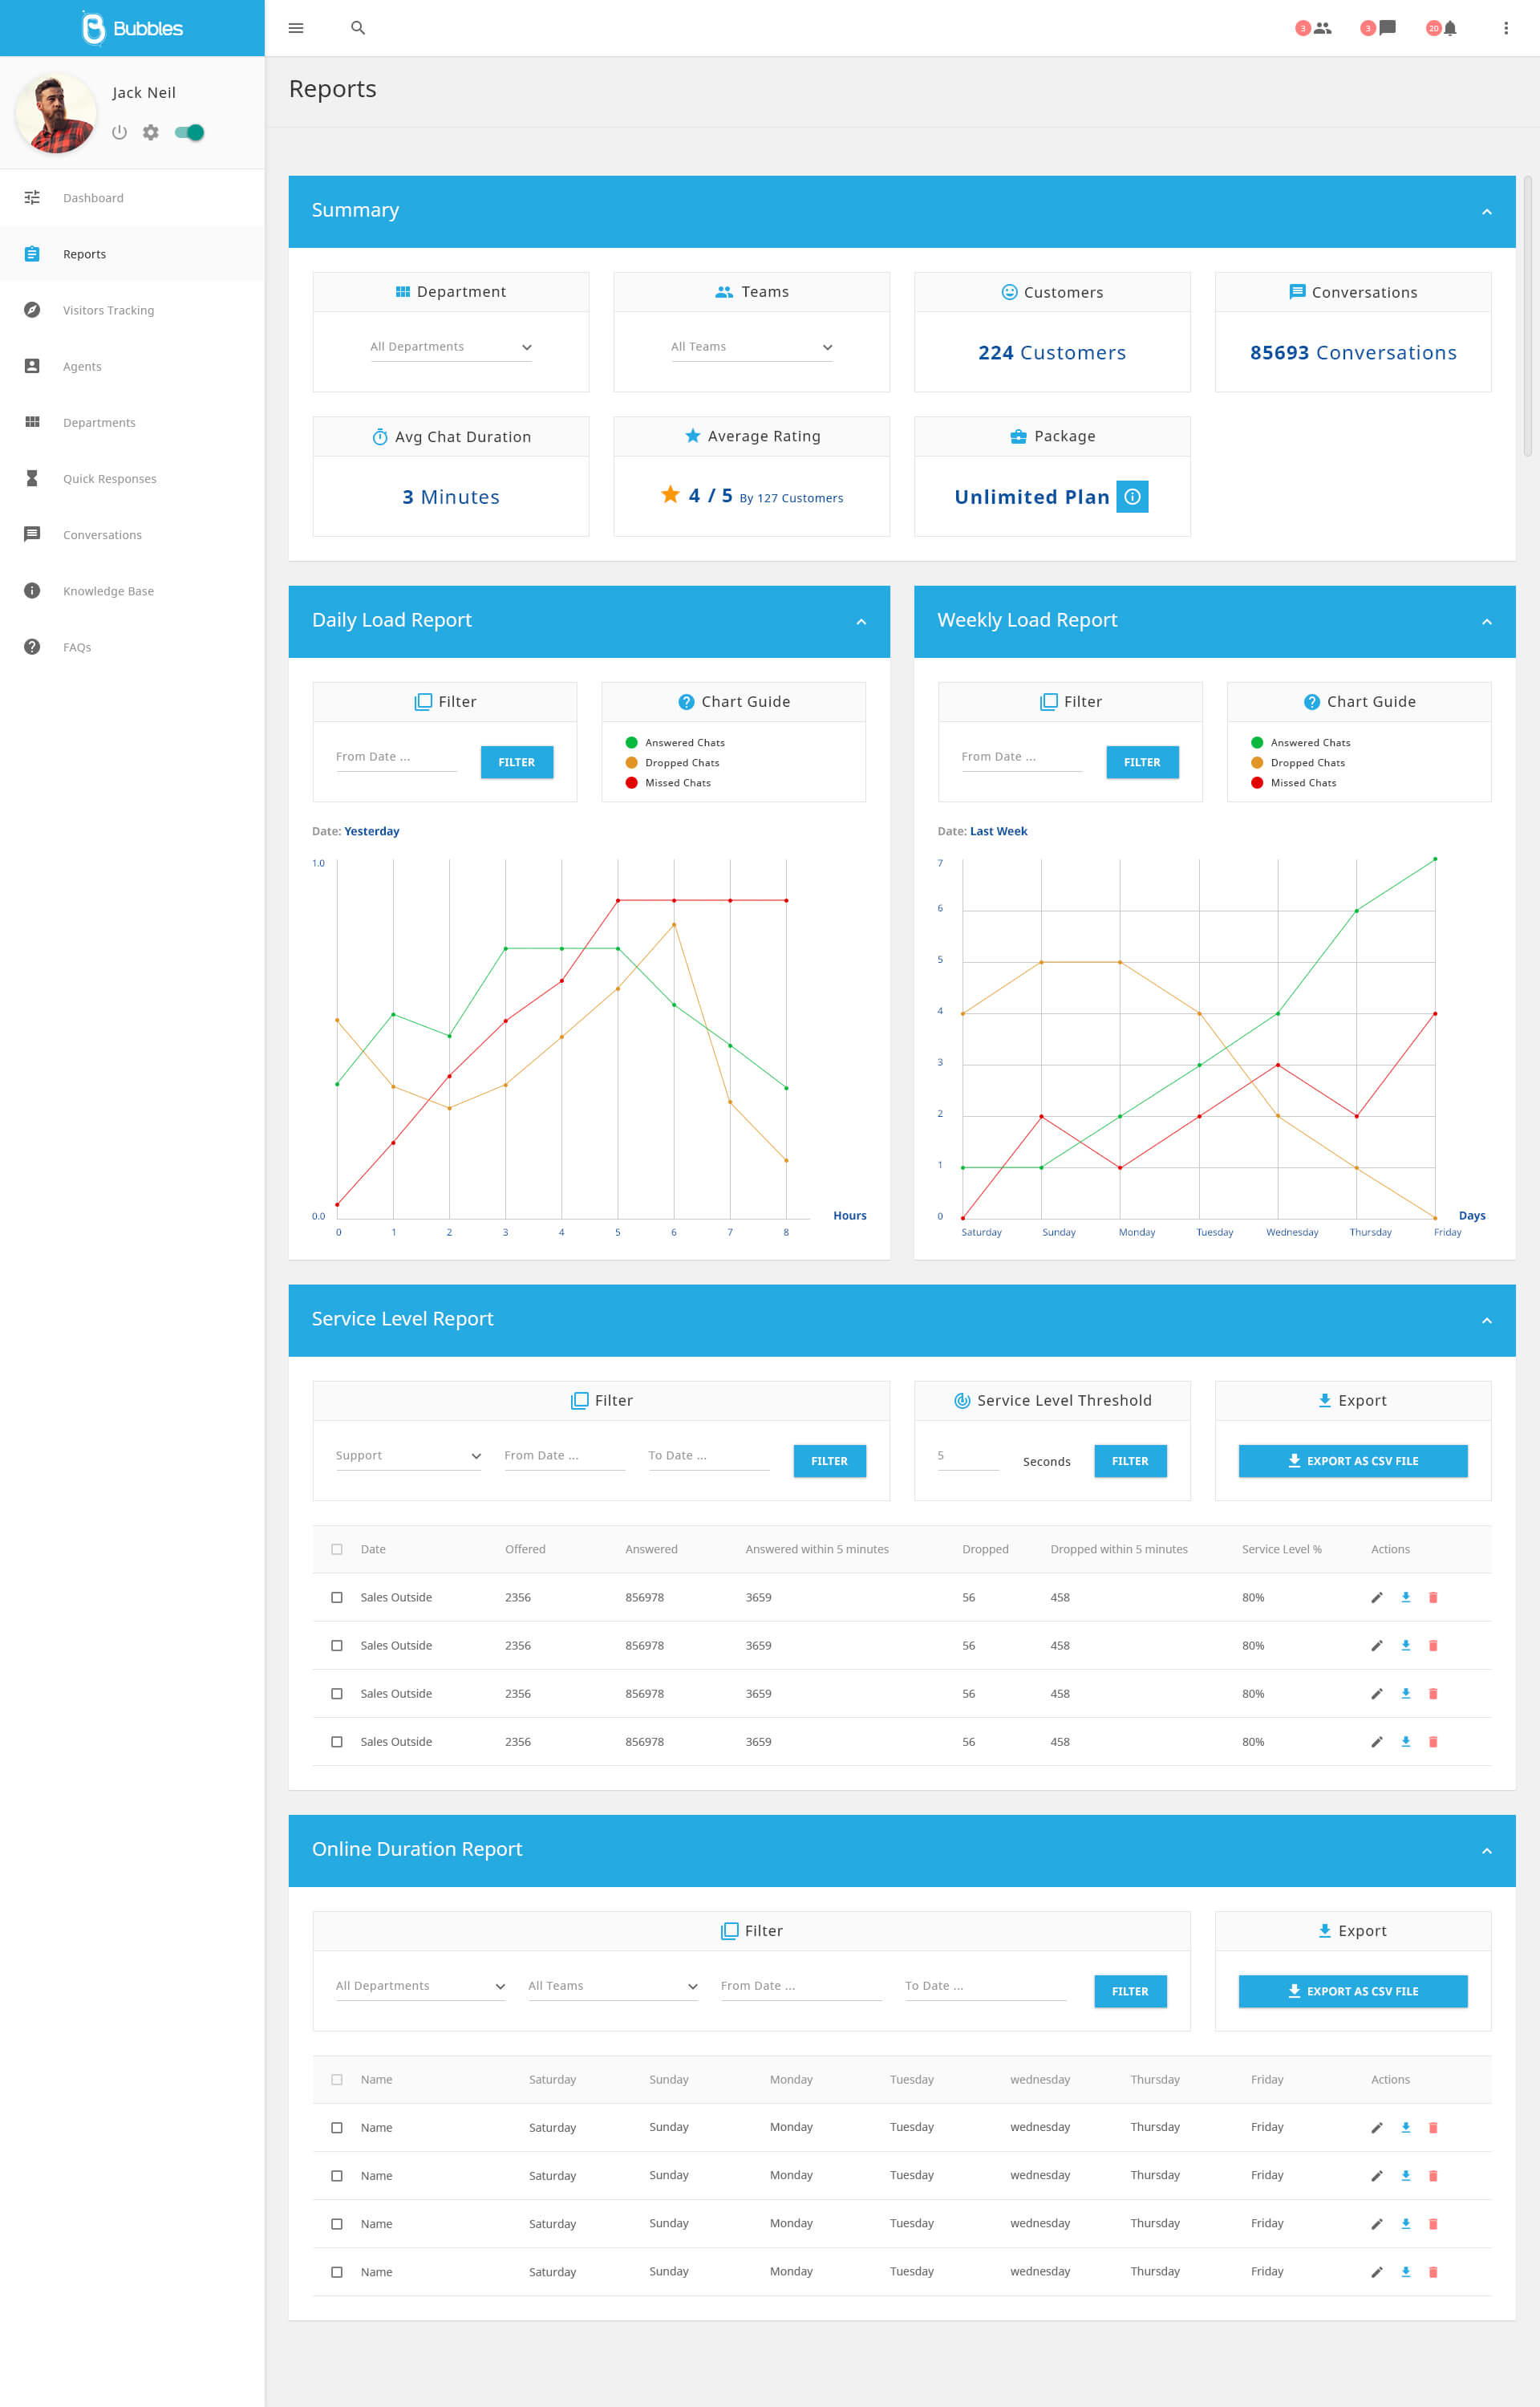 Bubbles
3
3
20
Jack Neil
Reports
Dashboard
Reports
Visitors Tracking
Agents
Departments
Quick Responses
Conversations
Knowledge Base
FAQs
Summary
Department
Teams
Customers
Conversations
All Departments
All Teams
224 Customers
85693 Conversations
Avg Chat Duration
Average Rating
Package
3 Minutes
4 / 5 By 127 Customers
Unlimited Plan
Daily Load Report
Filter
Chart Guide
From Date ...
FILTER
Answered Chats
Dropped Chats
Missed Chats
Date: Yesterday
1.0
0.0
0 1 2 3 4 5 6 7 8
Hours
Weekly Load Report
Filter
Chart Guide
From Date ...
FILTER
Answered Chats
Dropped Chats
Missed Chats
Date: Last Week
7
6
5
4
3
2
1
0
Saturday Sunday Monday Tuesday Wednesday Thursday Friday
Days
Service Level Report
Filter
Service Level Threshold
Export
Support
From Date ...
To Date ...
FILTER
5
Seconds
FILTER
EXPORT AS CSV FILE
Date Offered Answered Answered within 5 minutes Dropped Dropped within 5 minutes Service Level % Actions
Sales Outside 2356 856978 3659 56 458 80%
Sales Outside 2356 856978 3659 56 458 80%
Sales Outside 2356 856978 3659 56 458 80%
Sales Outside 2356 856978 3659 56 458 80%
Online Duration Report
Filter
Export
All Departments
All Teams
From Date ...
To Date ...
FILTER
EXPORT AS CSV FILE
Name Saturday Sunday Monday Tuesday wednesday Thursday Friday Actions
Name Saturday Sunday Monday Tuesday wednesday Thursday Friday
Name Saturday Sunday Monday Tuesday wednesday Thursday Friday
Name Saturday Sunday Monday Tuesday wednesday Thursday Friday
Name Saturday Sunday Monday Tuesday wednesday Thursday Friday